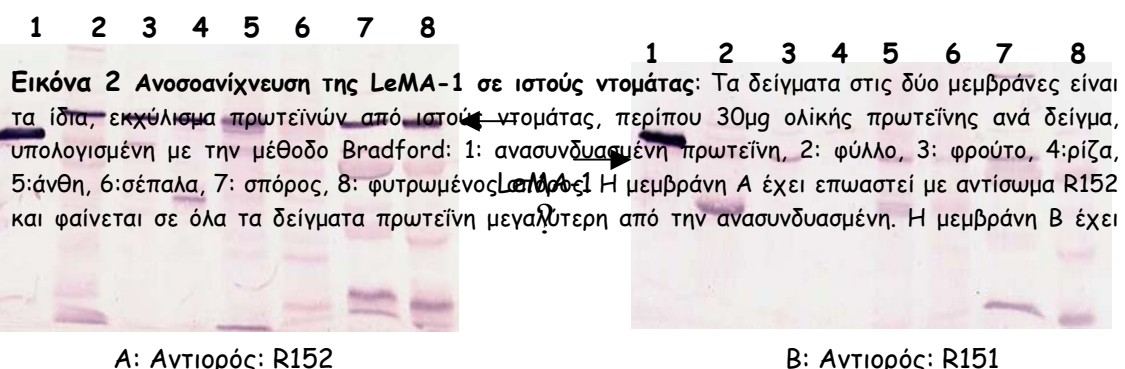 1 2 3 4 5 6 7 8
1 2 3 4 5 6 7 8
Εικόνα 2 Ανοσοανίχνευση της LeMA-1 σε ιστούς ντομάτας: Τα δείγματα στις δύο μεμβράνες είναι
τα ίδια, εκχύλισμα πρωτεϊνών από ιστούς ντομάτας, περίπου 30μg ολικής πρωτεΐνης ανά δείγμα,
υπολογισμένη με την μέθοδο Bradford: 1: ανασυνδυασμένη πρωτεΐνη, 2: φύλλο, 3: φρούτο, 4:ρίζα,
5:άνθη, 6:σέπαλα, 7: σπόρος, 8: φυτρωμένος σπόρος. Η μεμβράνη Α έχει επωαστεί με αντίσωμα R152
LeMA-1
και φαίνεται σε όλα τα δείγματα πρωτεΐνη μεγαλύτερη από την ανασυνδυασμένη. Η μεμβράνη Β έχει
?
Α: Αντιορός: R152
Β: Αντιορός: R151